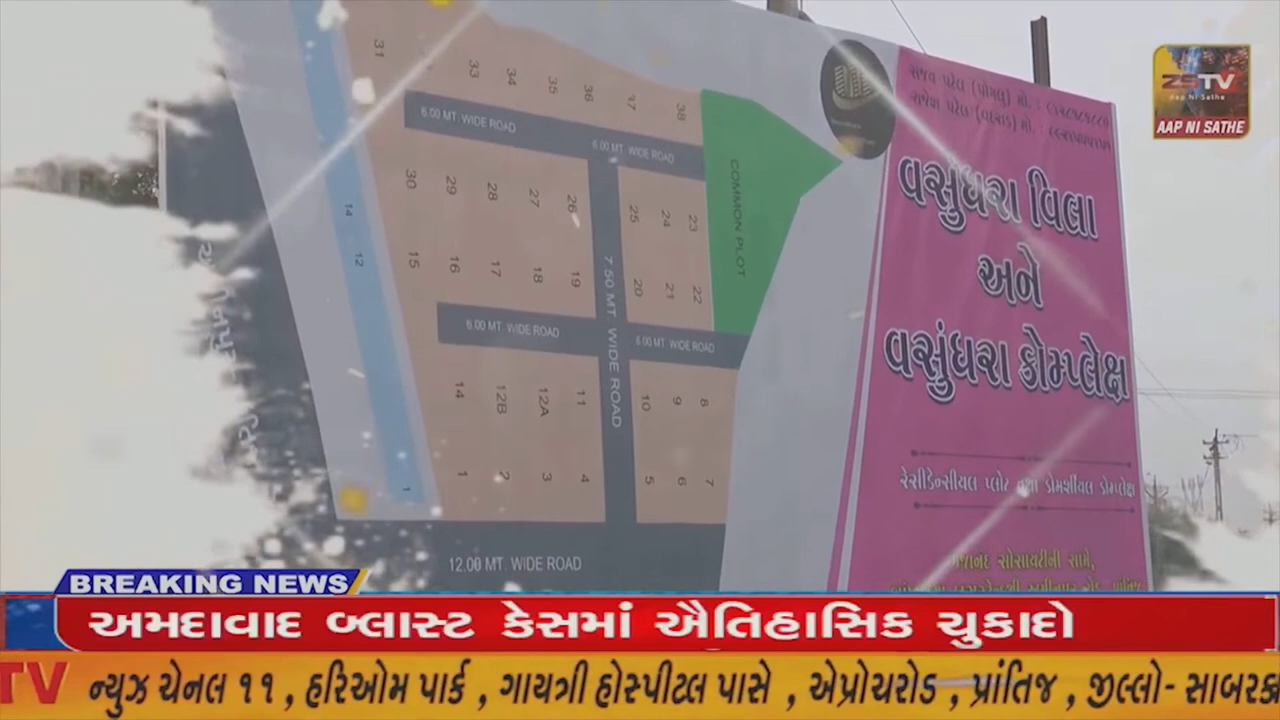 31 33 34 35 36 37 38
6.00 MT. WIDE ROAD
6.00 MT. WIDE ROAD
30 29 28 27 26 25 24 23
COMMON PLOT
14
12
15 16 17 18 19 20 21 22
7.50 MT. WIDE ROAD
6.00 MT. WIDE ROAD
6.00 MT. WIDE ROAD
14 12B 12A 11 10 9 8
1 2 3 4 5 6 7
1
12.00 MT. WIDE ROAD
વસુંધરા વિલા
અને
વસુંધરા કોમ્પ્લેક્ષ
રેસીડેન્સીયલ પ્લોટ તથા કોમર્શીયલ કોમ્પ્લેક્ષ
સોસાયટીની સામે,
ZSTV
Aap Ni Sathe
AAP NI SATHE
BREAKING NEWS
અમદાવાદ બ્લાસ્ટ કેસમાં ઐતિહાસિક ચુકાદો
TV ન્યુઝ ચેનલ ૧૧ , હરિઓમ પાર્ક , ગાયત્રી હોસ્પીટલ પાસે , એપ્રોચરોડ , પ્રાંતિજ , જીલ્લો- સાબરકા